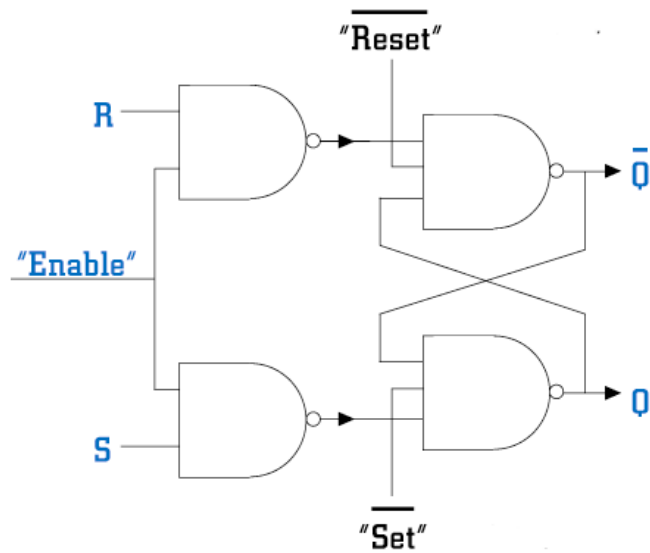 "Reset"
R
Q̅
"Enable"
Q
S
"Set"